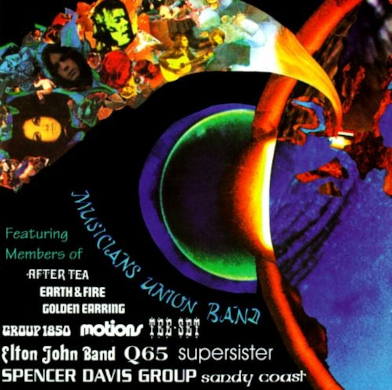 MUSICIANS UNION BAND
Featuring
Members of
AFTER TEA
EARTH & FIRE
GOLDEN EARRING
GROUP 1850 motions TEE-SET
Elton John Band Q65 supersister
SPENCER DAVIS GROUP sandy coast